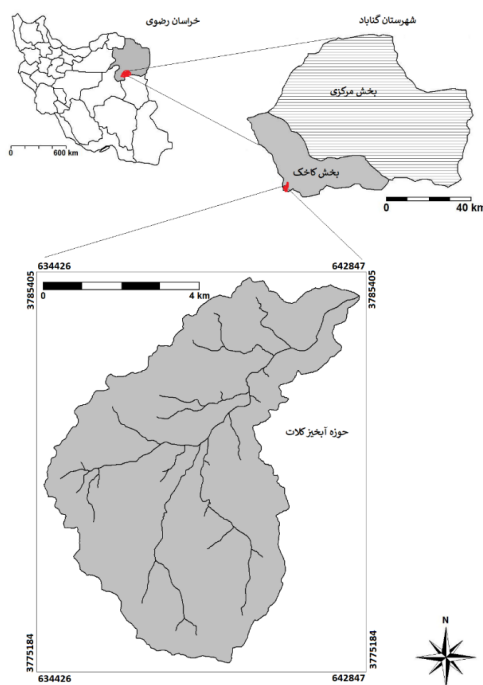 خراسان رضوی
شهرستان گناباد
بخش مرکزی
0 600 km
بخش کاخک
0 40 km
634426 642847
3785405 3785405
0 4 km
حوزه آبخیز کلات
N
3775184 3775184
634426 642847